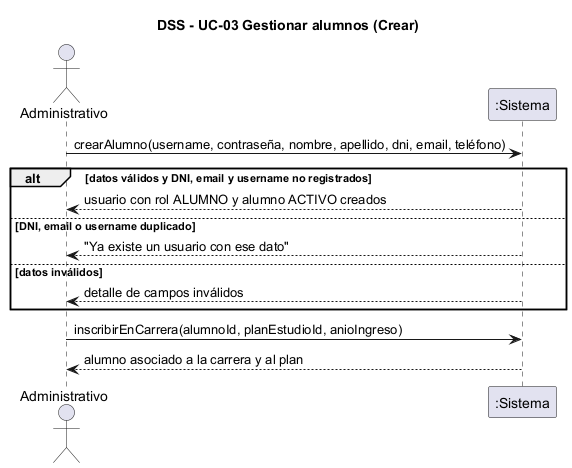 DSS - UC-03 Gestionar alumnos (Crear)
Administrativo
:Sistema
crearAlumno(username, contraseña, nombre, apellido, dni, email, teléfono)
alt
[datos válidos y DNI, email y username no registrados]
usuario con rol ALUMNO y alumno ACTIVO creados
[DNI, email o username duplicado]
"Ya existe un usuario con ese dato"
[datos inválidos]
detalle de campos inválidos
inscribirEnCarrera(alumnoId, planEstudioId, anioIngreso)
alumno asociado a la carrera y al plan
Administrativo
:Sistema